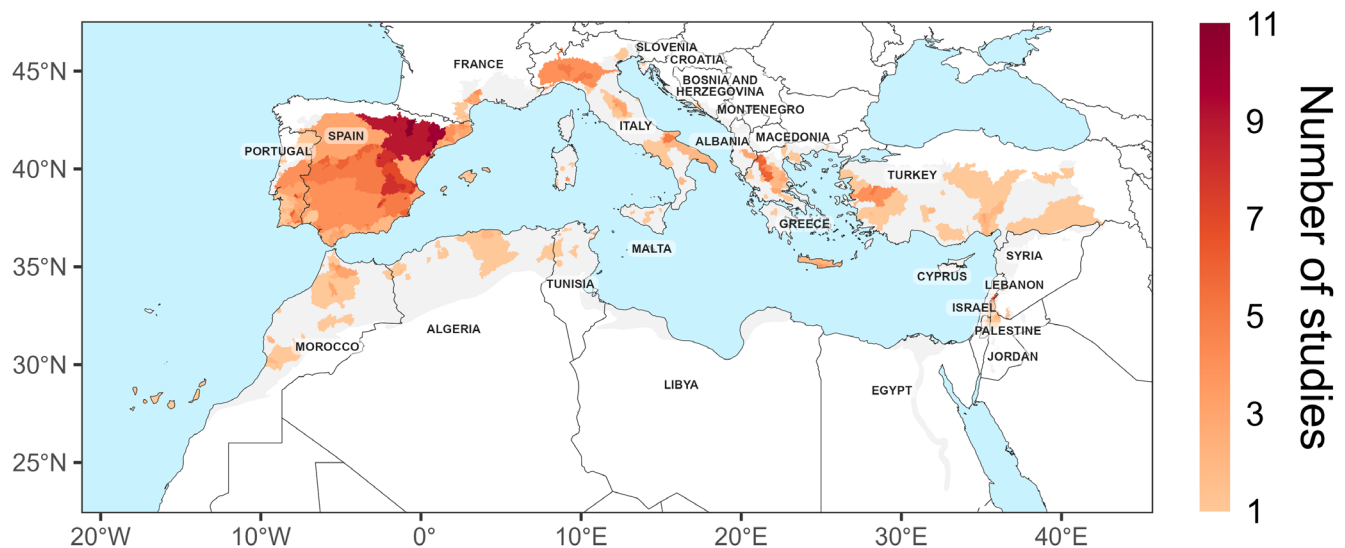 45°N
40°N
35°N
30°N
25°N
20°W
10°W
0°
10°E
20°E
30°E
40°E
FRANCE
SLOVENIA
CROATIA
BOSNIA AND
HERZEGOVINA
MONTENEGRO
SPAIN
PORTUGAL
ITALY
ALBANIA
MACEDONIA
TURKEY
GREECE
MALTA
CYPRUS
SYRIA
LEBANON
ISRAEL
PALESTINE
JORDAN
TUNISIA
ALGERIA
MOROCCO
LIBYA
EGYPT
11
9
7
5
3
1
Number of studies